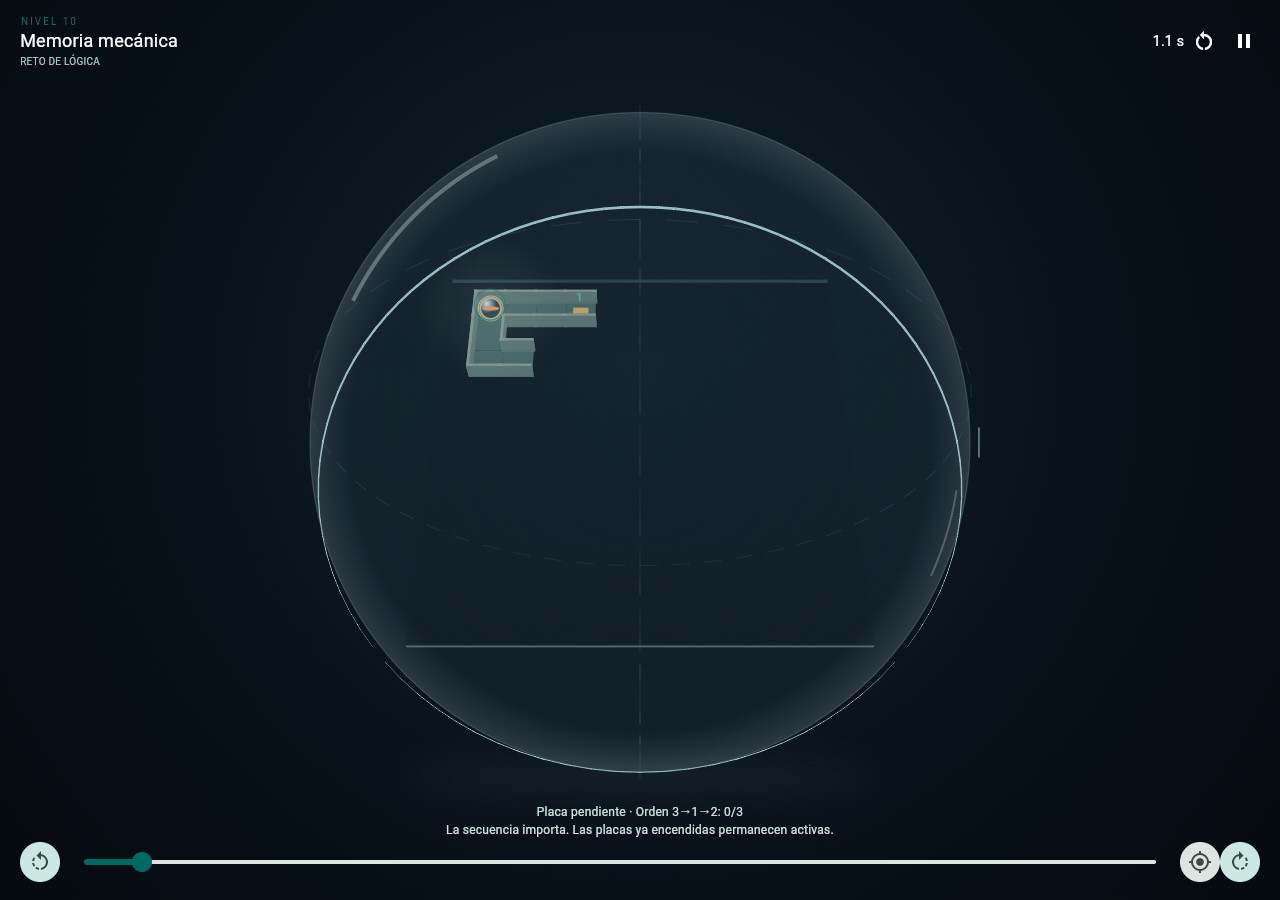 NIVEL 10
Memoria mecánica
RETO DE LÓGICA
1.1 s
1
Placa pendiente · Orden 3→1→2: 0/3
La secuencia importa. Las placas ya encendidas permanecen activas.